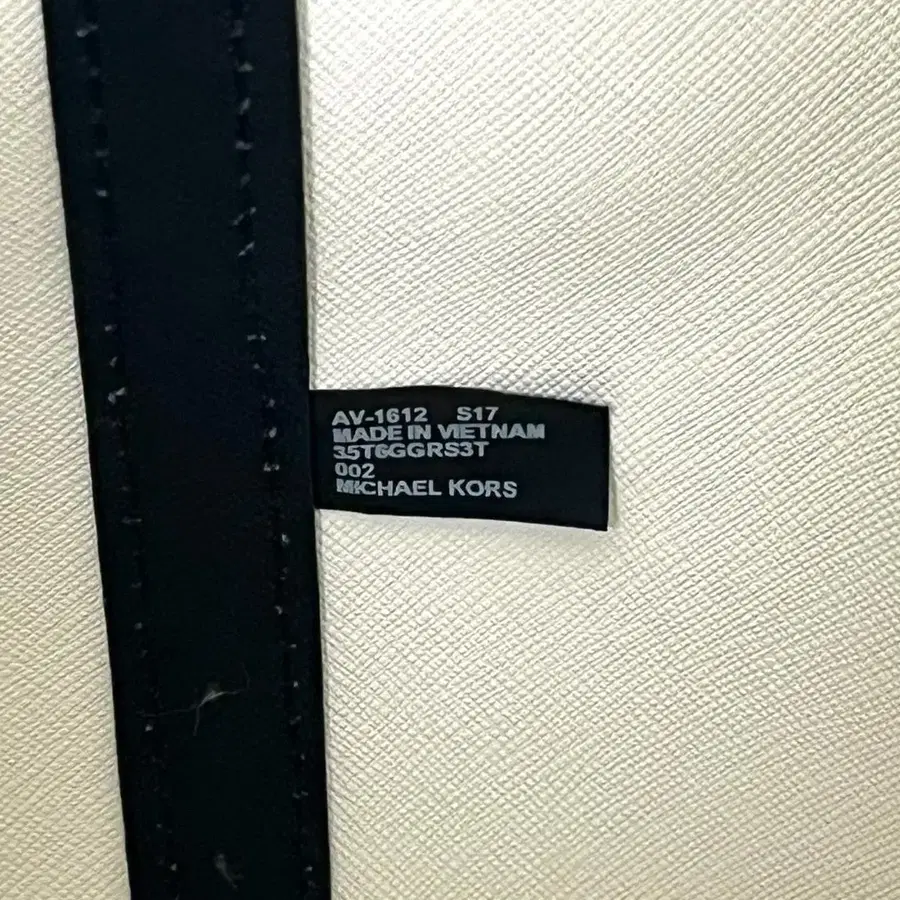 AV-1612 S17
MADE IN VIETNAM
35T6GGRS3T
002
MICHAEL KORS